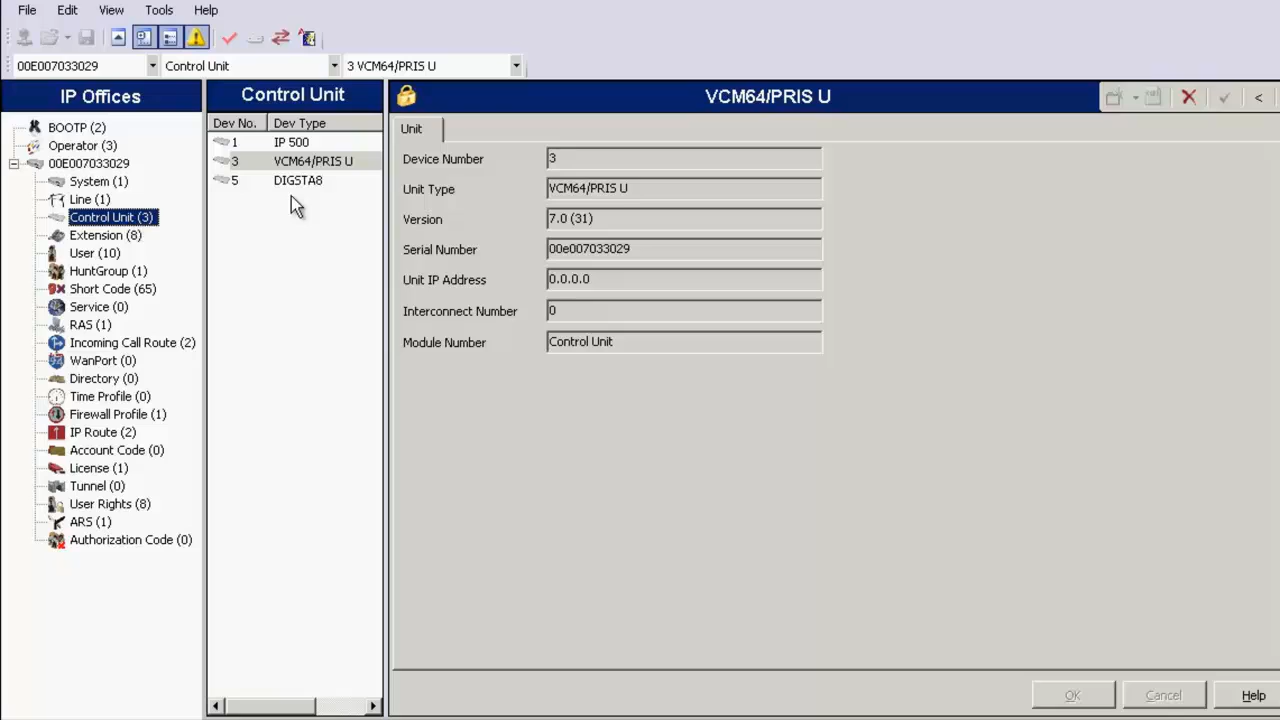 File Edit View Tools Help
00E007033029 Control Unit 3 VCM64/PRIS U
IP Offices
BOOTP (2)
Operator (3)
00E007033029
System (1)
Line (1)
Control Unit (3)
Extension (8)
User (10)
HuntGroup (1)
Short Code (65)
Service (0)
RAS (1)
Incoming Call Route (2)
WanPort (0)
Directory (0)
Time Profile (0)
Firewall Profile (1)
IP Route (2)
Account Code (0)
License (1)
Tunnel (0)
User Rights (8)
ARS (1)
Authorization Code (0)
Control Unit
Dev No. Dev Type
1 IP 500
3 VCM64/PRIS U
5 DIGSTA8
VCM64/PRIS U
<
Unit
Device Number 3
Unit Type VCM64/PRIS U
Version 7.0 (31)
Serial Number 00e007033029
Unit IP Address 0.0.0.0
Interconnect Number 0
Module Number Control Unit
OK Cancel Help